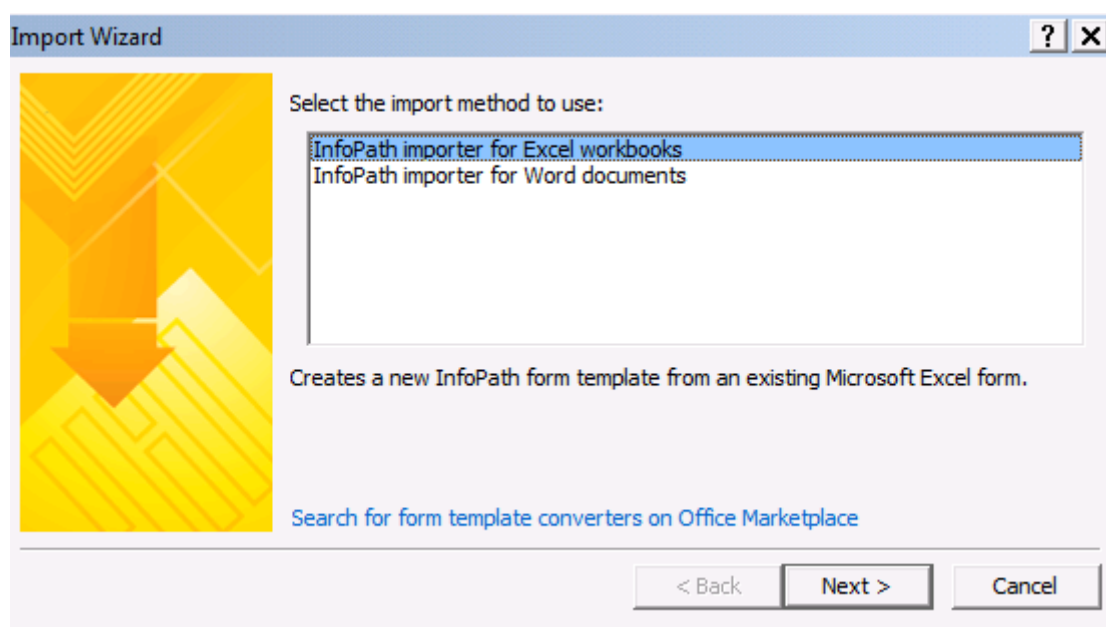 Import Wizard
Select the import method to use:
InfoPath importer for Excel workbooks
InfoPath importer for Word documents
Creates a new InfoPath form template from an existing Microsoft Excel form.
Search for form template converters on Office Marketplace
< Back Next > Cancel